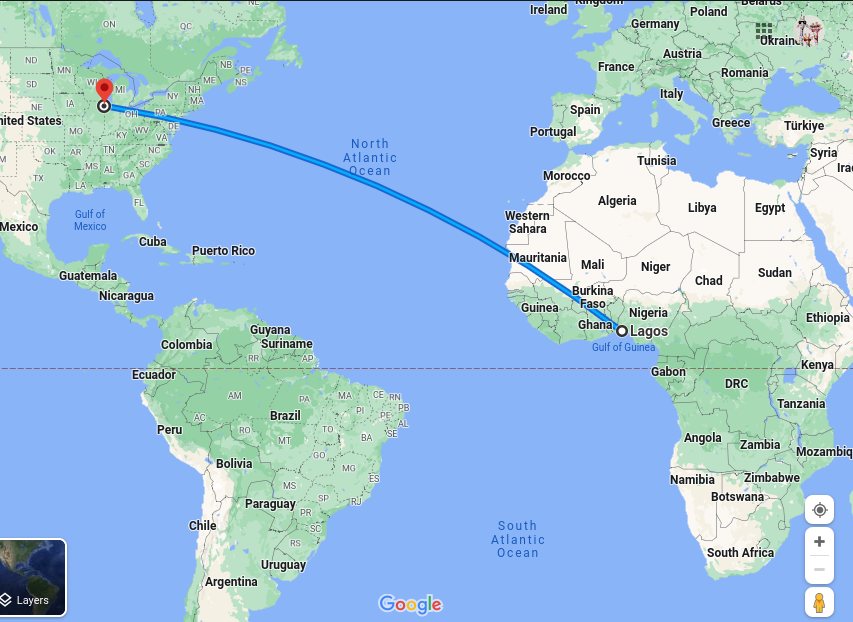 Ireland
Kingdom
Belarus
Poland
Germany
Ukraine
Austria
France
Romania
Italy
Spain
Portugal
Greece
Türkiye
Syria
Iraq
Tunisia
Morocco
Algeria
Libya
Egypt
Western
Sahara
Mauritania
Mali
Niger
Chad
Sudan
Burkina
Faso
Guinea
Ghana
Nigeria
Lagos
Gulf of Guinea
Ethiopia
Gabon
DRC
Kenya
Tanzania
Angola
Zambia
Mozambiq
Namibia
Zimbabwe
Botswana
South Africa
ON
QC
ND
MN
SD
WI
MI
NB
PE
NS
ME
NH
MA
NY
NE
IA
OH
PA
nited States
MO
KY
WV
VA
DE
OK
AR
TN
NC
SC
MS
AL
GA
TX
LA
FL
Gulf of
Mexico
Mexico
Cuba
Puerto Rico
Guatemala
Nicaragua
North
Atlantic
Ocean
Guyana
Suriname
Colombia
RR
AP
Ecuador
AM
PA
MA
CE
RN
PB
PI
PE
AL
SE
AC
Brazil
Peru
RO
TO
BA
MT
GO
Bolivia
MG
ES
MS
SP
RJ
Paraguay
PR
SC
Chile
RS
Uruguay
Argentina
South
Atlantic
Ocean
Layers
Google